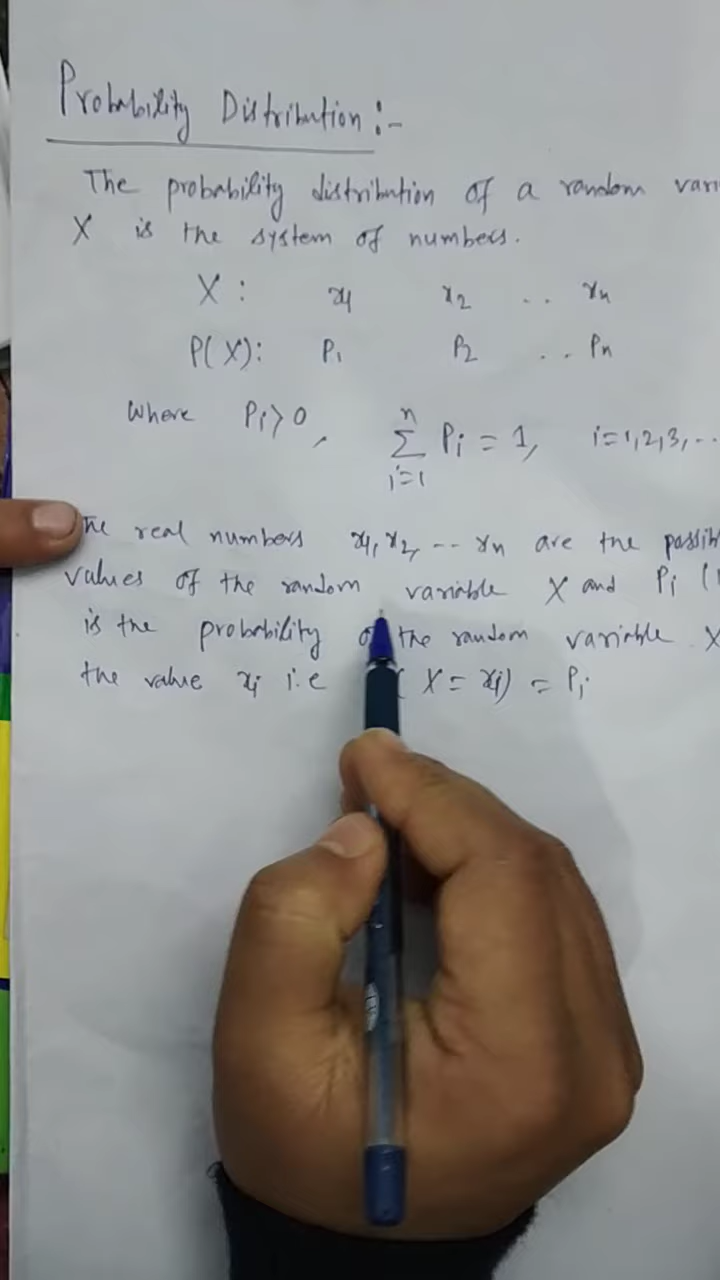 Probability Distribution :-
The probability distribution of a random
X is the system of numbers.
X : x1 x2 .. xn
P(X): P1 P2 .. Pn
Where Pi > 0, n∑i=1 Pi = 1, i=1,2,3,..
The real numbers x1, x2, -- xn are the
values of the random variable X and Pi (
is the probability of the random variable X
the value xi i.e ( X = xi) = Pi